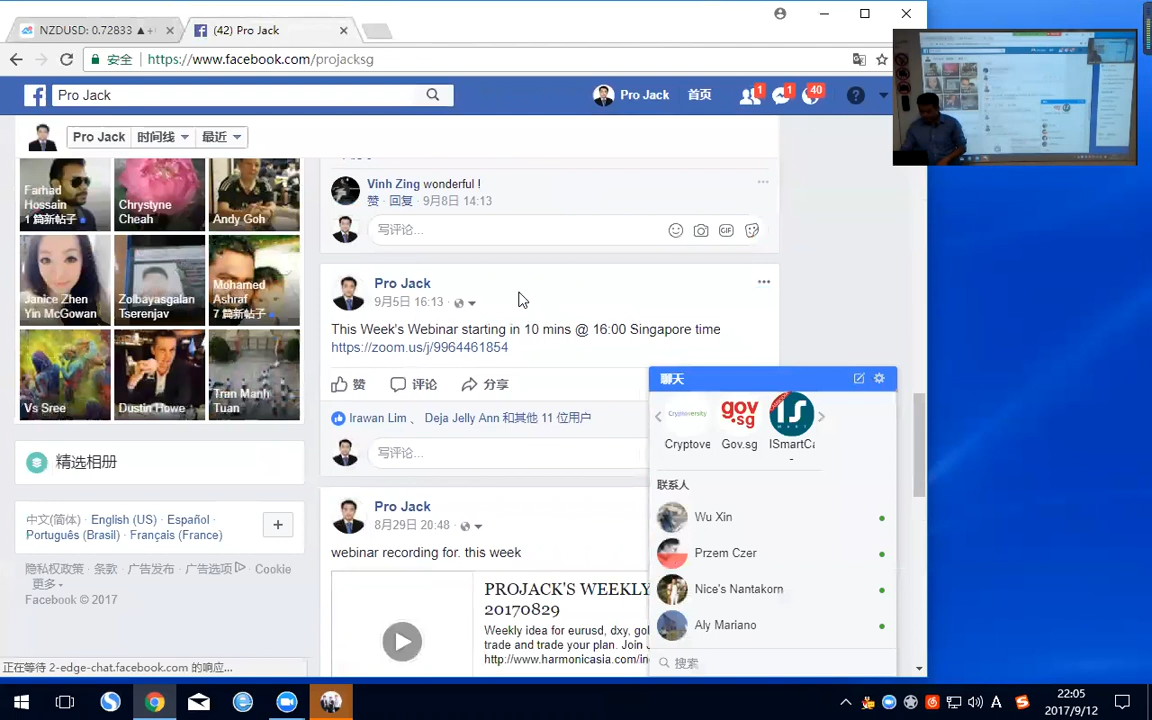 NZDUSD: 0.72833 ▲+
(42) Pro Jack
安全 https://www.facebook.com/projacksg
Pro Jack
Pro Jack 首页 1 1 40
Pro Jack 时间线 最近
Farhad
Hossain
1 篇新帖子
Chrystyne
Cheah
Andy Goh
Janice Zhen
Yin McGowan
Zolbayasgalan
Tserenjav
Mohamed
Ashraf
7 篇新帖子
Vs Sree
Dustin Howe
Tran Manh
Tuan
精选相册
中文(简体) · English (US) · Español ·
Português (Brasil) · Français (France)
隐私权政策 · 条款 · 广告发布 · 广告选项 · Cookie
更多
Facebook © 2017
正在等待 2-edge-chat.facebook.com 的响应...
Vinh Zing wonderful !
赞 · 回复 · 9月8日 14:13
写评论...
GIF
Pro Jack
9月5日 16:13
This Week's Webinar starting in 10 mins @ 16:00 Singapore time
https://zoom.us/j/9964461854
赞 评论 分享
Irawan Lim 、 Deja Jelly Ann 和其他 11 位用户
写评论...
Pro Jack
8月29日 20:48
webinar recording for. this week
PROJACK'S WEEKLY
20170829
Weekly idea for eurusd, dxy, gol
trade and trade your plan. Join
http://www.harmonicasia.com/in
聊天
Cryptoversity
gov
.sg
IS
Cryptove
Gov.sg
ISmartCa
-
联系人
Wu Xin
Przem Czer
Nice's Nantakorn
Aly Mariano
搜索
22:05
2017/9/12